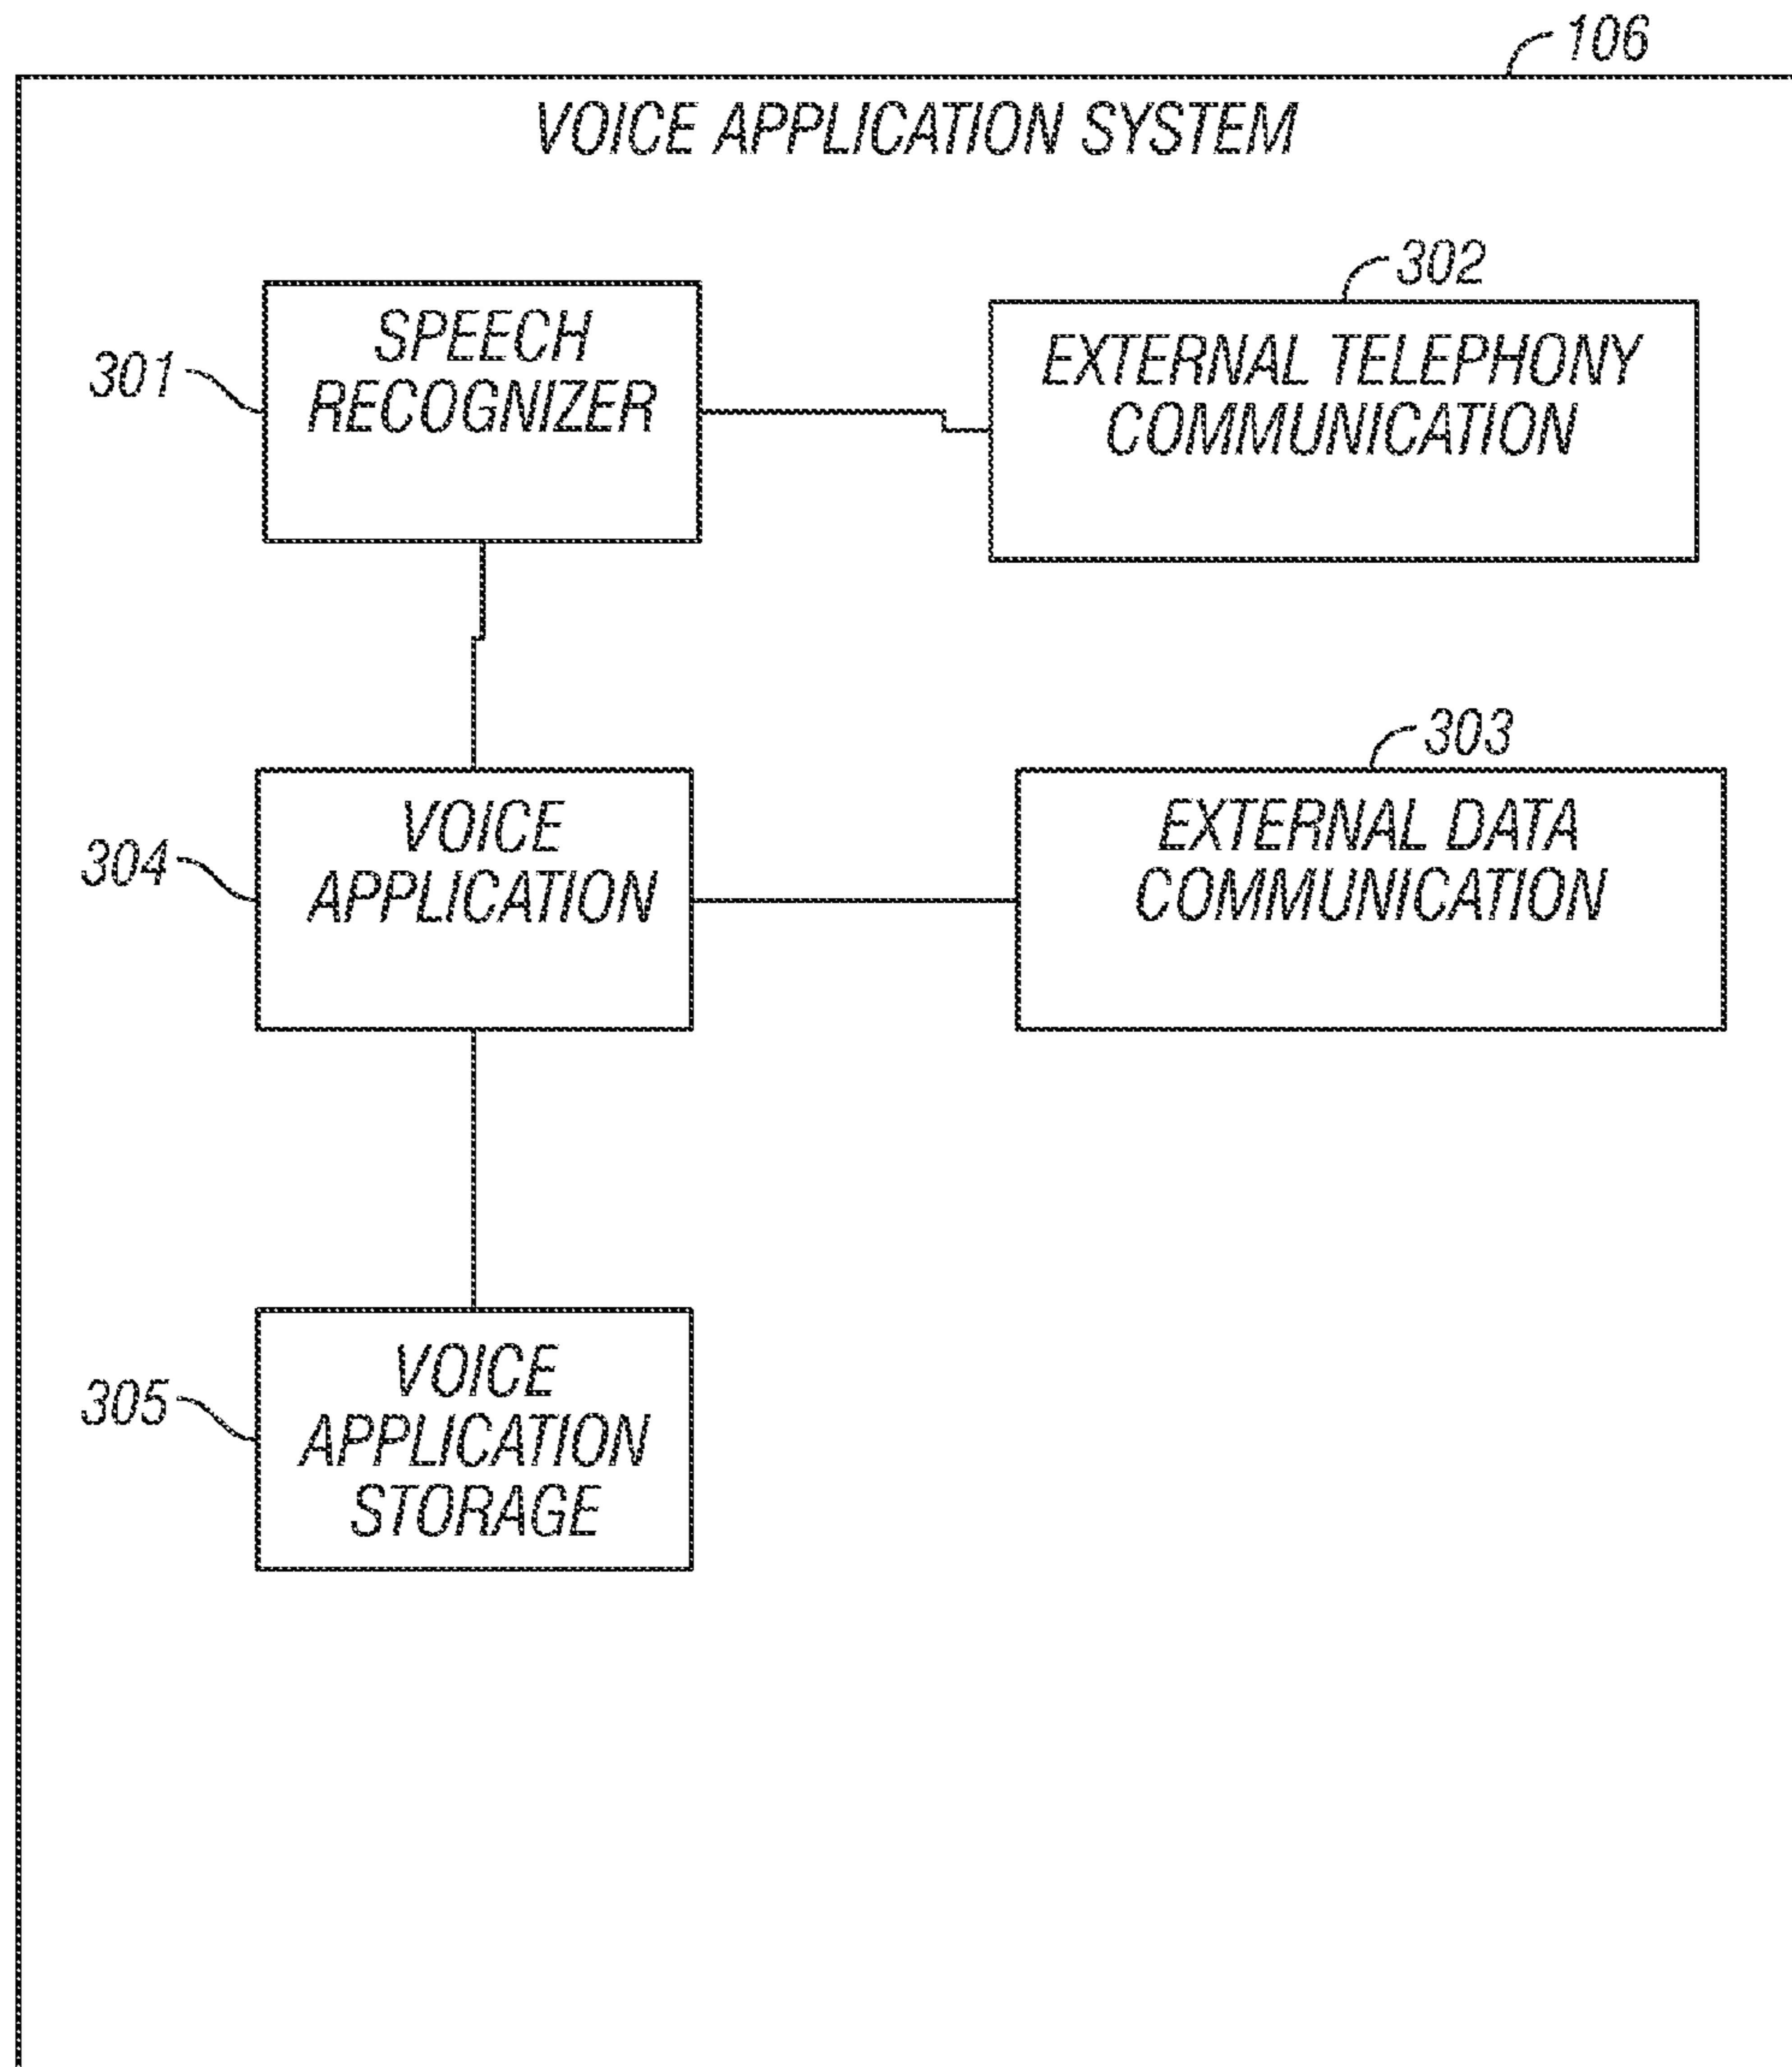 106
VOICE APPLICATION SYSTEM
301
SPEECH
RECOGNIZER
302
EXTERNAL TELEPHONY
COMMUNICATION
304
VOICE
APPLICATION
303
EXTERNAL DATA
COMMUNICATION
305
VOICE
APPLICATION
STORAGE